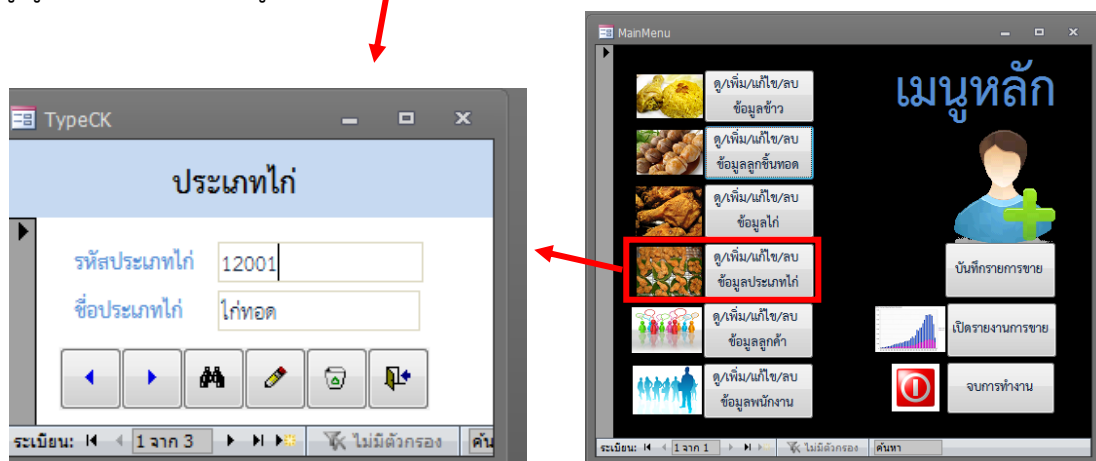 TypeCK
ประเภทไก่
รหัสประเภทไก่ 12001
ชื่อประเภทไก่ ไก่ทอด
ระเบียน: 1 จาก 3 ไม่มีตัวกรอง ค้น
MainMenu
เมนูหลัก
ดู/เพิ่ม/แก้ไข/ลบ
ข้อมูลข้าว
ดู/เพิ่ม/แก้ไข/ลบ
ข้อมูลลูกชิ้นทอด
ดู/เพิ่ม/แก้ไข/ลบ
ข้อมูลไก่
ดู/เพิ่ม/แก้ไข/ลบ
ข้อมูลประเภทไก่
ดู/เพิ่ม/แก้ไข/ลบ
ข้อมูลลูกค้า
ดู/เพิ่ม/แก้ไข/ลบ
ข้อมูลพนักงาน
บันทึกรายการขาย
เปิดรายงานการขาย
จบการทำงาน
ระเบียน: 1 จาก 1 ไม่มีตัวกรอง ค้นหา